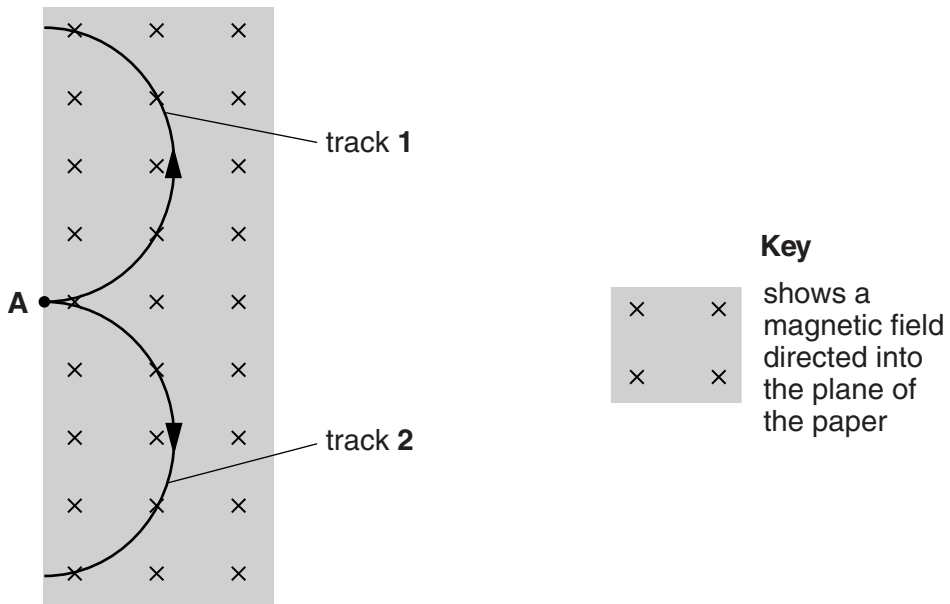 track 1
A
track 2
Key
shows a
magnetic field
directed into
the plane of
the paper